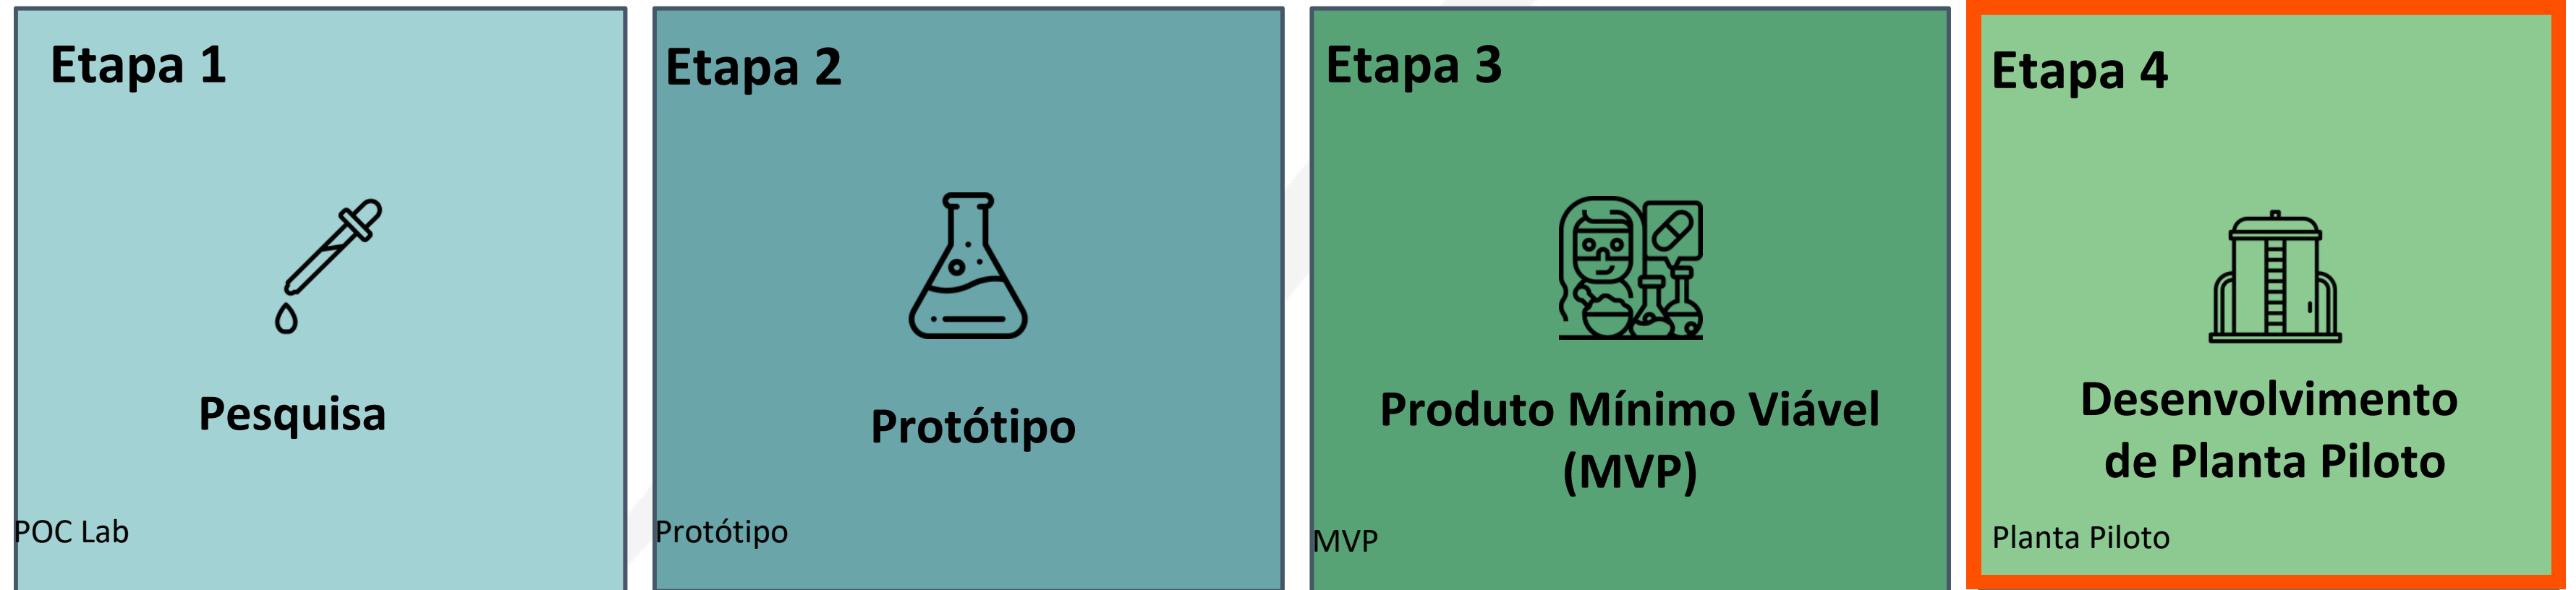 Etapa 1
Pesquisa
POC Lab
Etapa 2
Protótipo
Protótipo
Etapa 3
Produto Mínimo Viável
(MVP)
MVP
Etapa 4
Desenvolvimento
de Planta Piloto
Planta Piloto